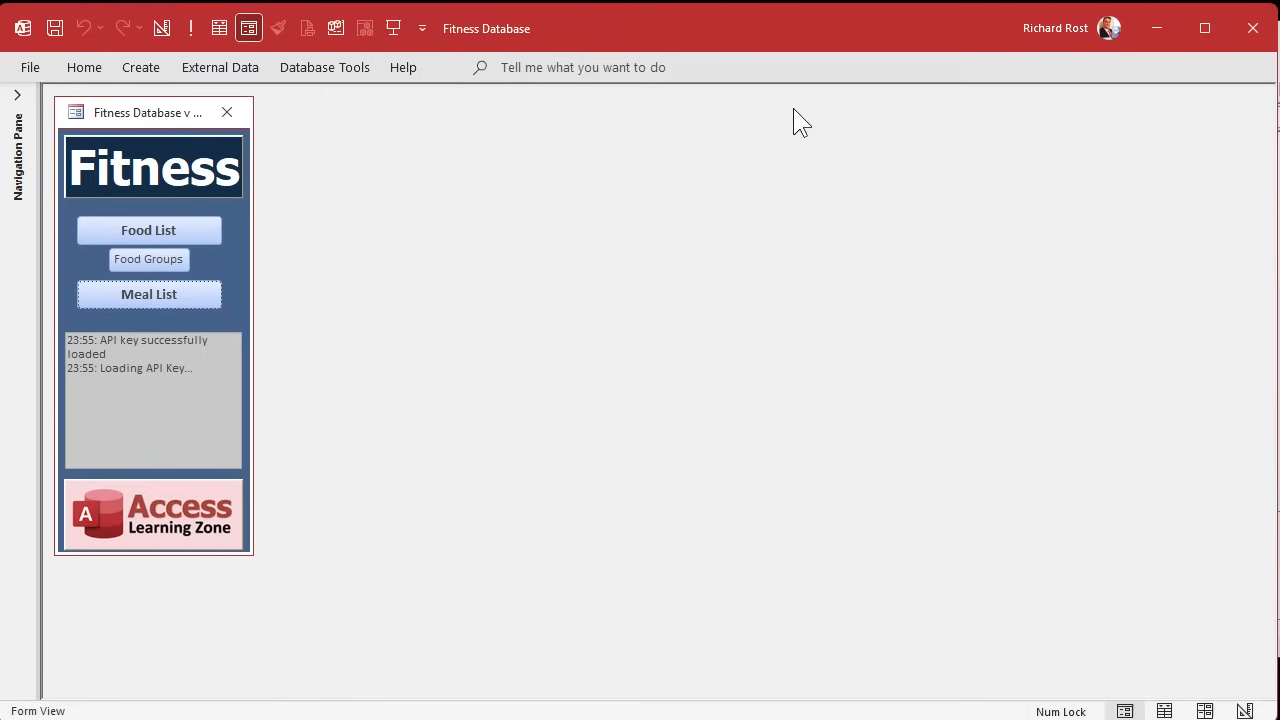 Fitness Database
Richard Rost
File
Home
Create
External Data
Database Tools
Help
Tell me what you want to do
Navigation Pane
Fitness Database v ...
Fitness
Food List
Food Groups
Meal List
23:55: API key successfully
loaded
23:55: Loading API Key...
A
Access
Learning Zone
Form View
Num Lock